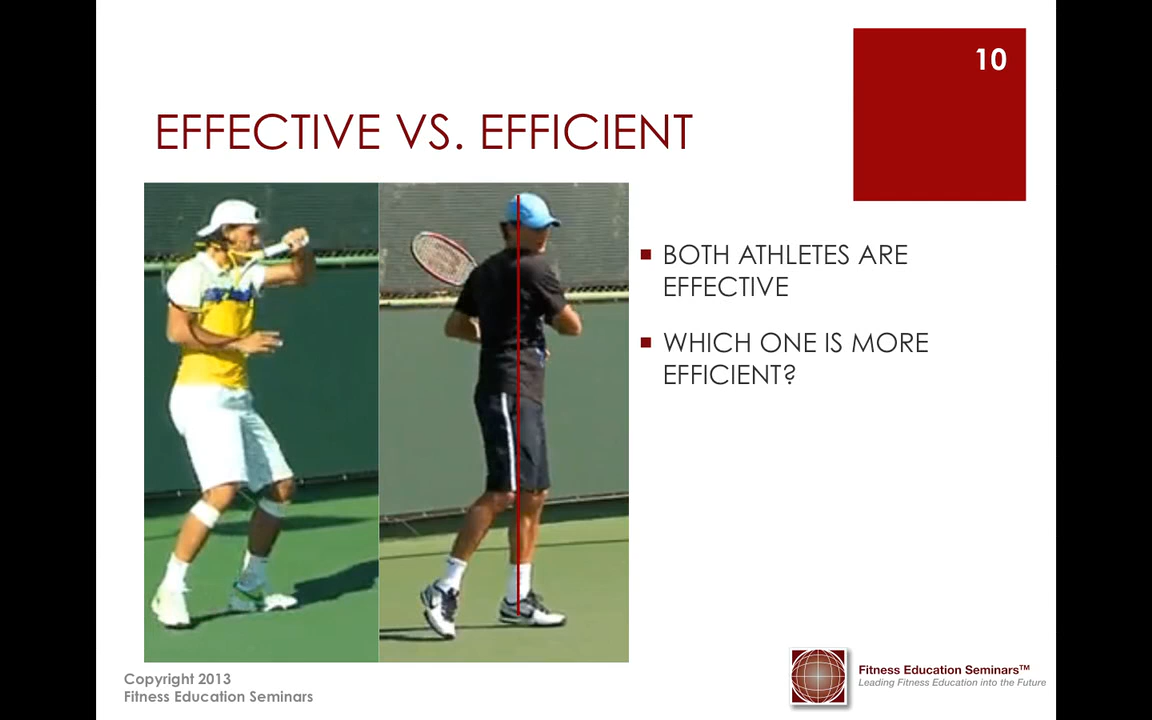 10
EFFECTIVE VS. EFFICIENT
BOTH ATHLETES ARE
EFFECTIVE
WHICH ONE IS MORE
EFFICIENT?
Copyright 2013
Fitness Education Seminars
Fitness Education Seminars™
Leading Fitness Education into the Future